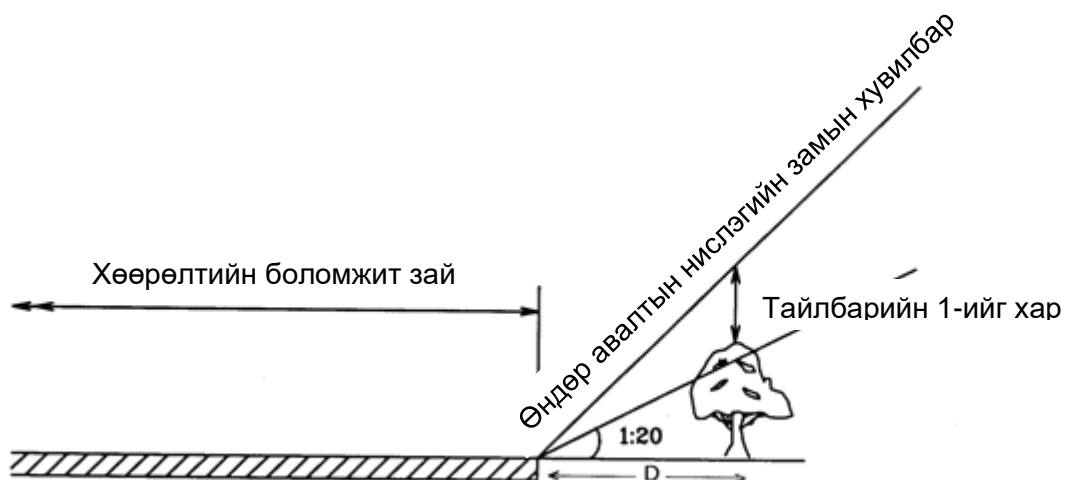 Өндөр авалтын нислэгийн замын хувилбар
Хөөрөлтийн боломжит зай
Тайлбарийн 1-ийг хар
1:20
D